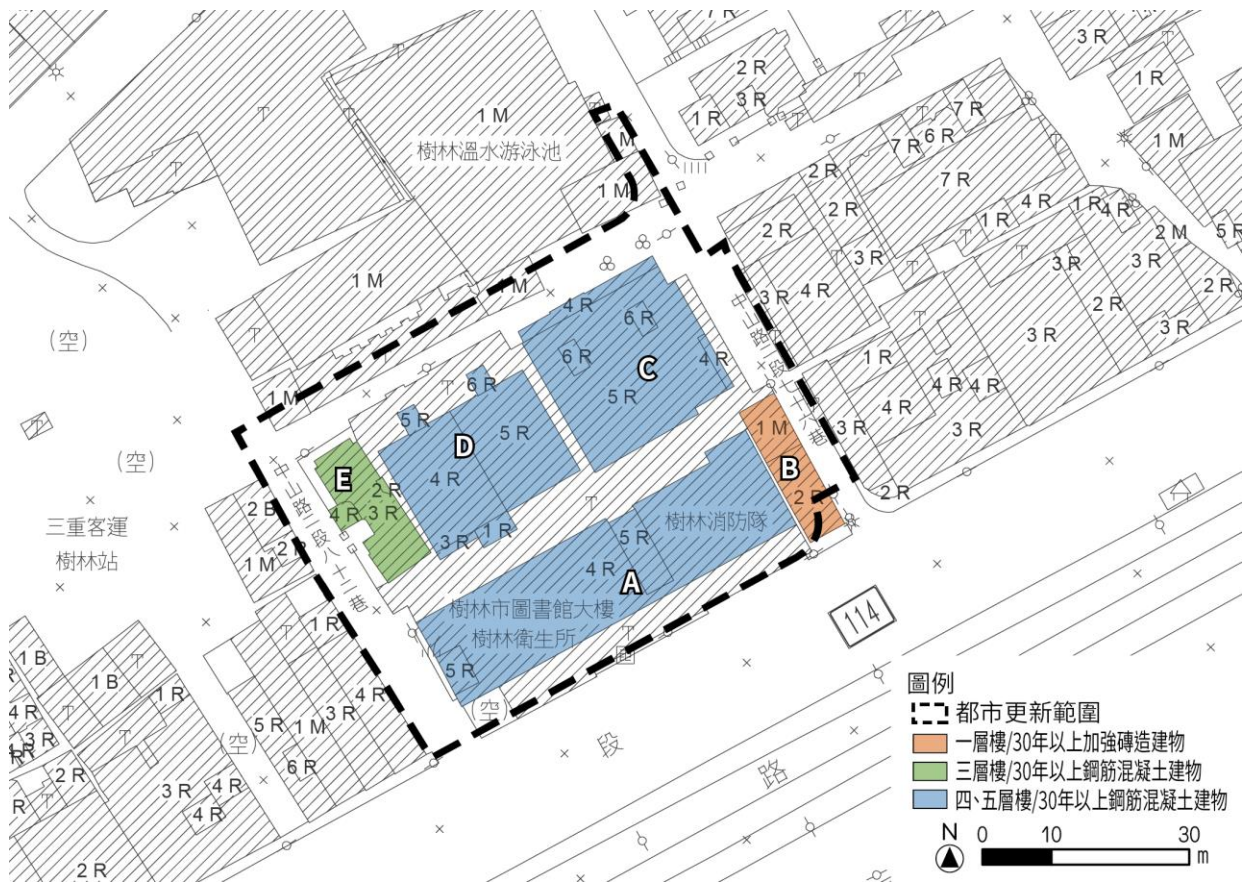 7 R
3 R
2 R
3 R
1 R
1 R
1 M
樹林溫水游泳池
M
1 M
7 R
6 R
7 R
7 R
1 M
2 R
2 R
2 R
3 R
4 R
1 R
1 R
4 R
2 M
5 R
3 R
4 R
3 R
3 R
2 R
2 R
3 R
3 R
1 M
4 R
6 R
6 R
C
5 R
4 R
中山路一段七十六巷
1 R
4 R
4 R
4 R
3 R
3 R
2 R
(空)
(空)
1 M
6 R
5 R
5 R
D
4 R
1 M
B
2 R
E
2 R
4 R
3 R
3 R
1 R
中山路二段八十二巷
2 B
2 R
1 M
三重客運
樹林站
樹林消防隊
5 R
4 R
A
樹林市圖書館大樓
樹林衛生所
5 R
(空)
114
1 R
4 R
1 B
1 B
1 R
4 R
3 R
2 R
(空)
5 R
1 M
3 R
6 R
3 R
4 R
4 R
2 R
段
路
圖例
都市更新範圍
一層樓/30年以上加強磚造建物
三層樓/30年以上鋼筋混凝土建物
四、五層樓/30年以上鋼筋混凝土建物
N
0 10 30
m